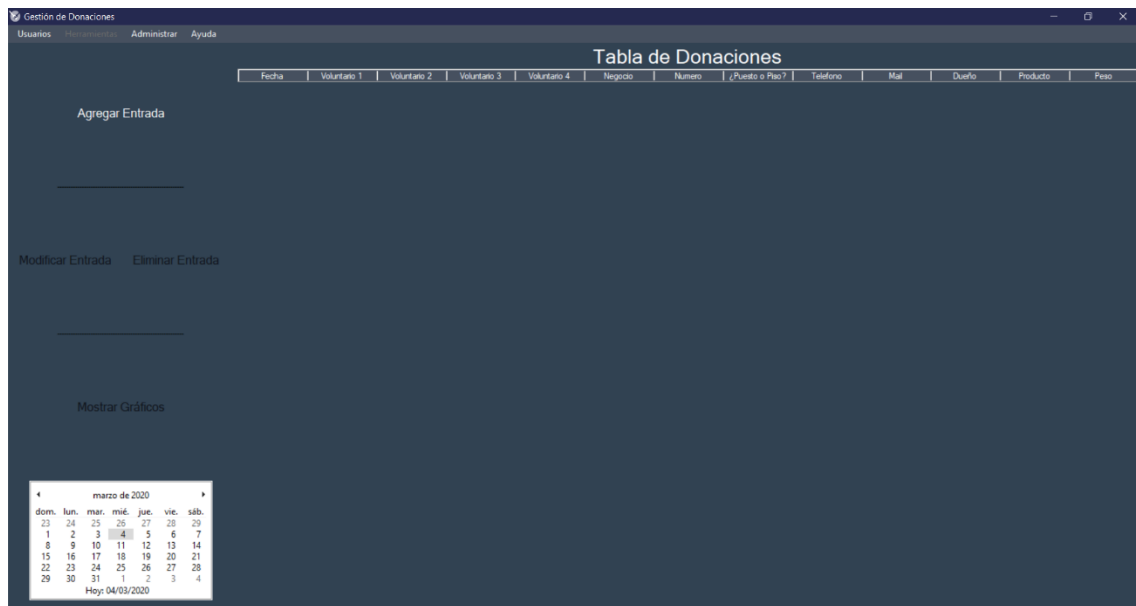 Gestión de Donaciones
Usuarios Herramientas Administrar Ayuda
Tabla de Donaciones
Fecha Voluntario 1 Voluntario 2 Voluntario 3 Voluntario 4 Negocio Numero ¿Puesto o Piso? Telefono Mail Dueño Producto Peso
Agregar Entrada
Modificar Entrada Eliminar Entrada
Mostrar Gráficos
marzo de 2020
dom. lun. mar. mié. jue. vie. sáb.
23 24 25 26 27 28 29
1 2 3 4 5 6 7
8 9 10 11 12 13 14
15 16 17 18 19 20 21
22 23 24 25 26 27 28
29 30 31 1 2 3 4
Hoy: 04/03/2020